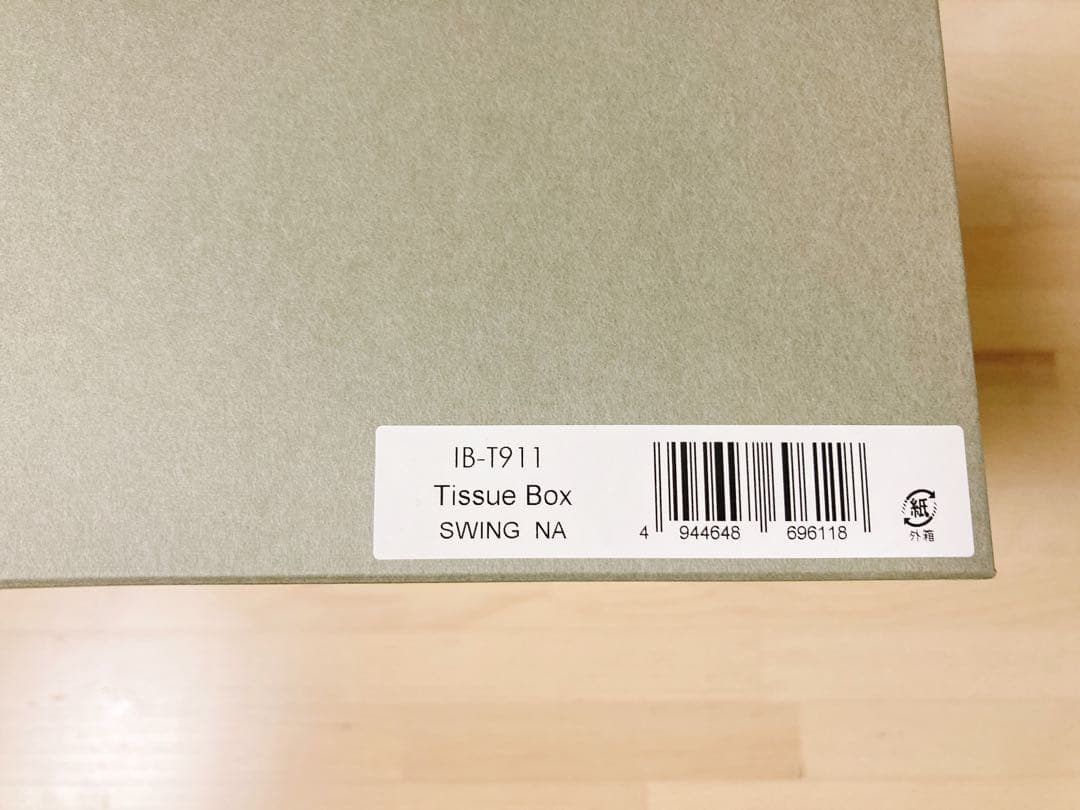 IB-T911
Tissue Box
SWING NA
4 944648 696118
紙
外箱